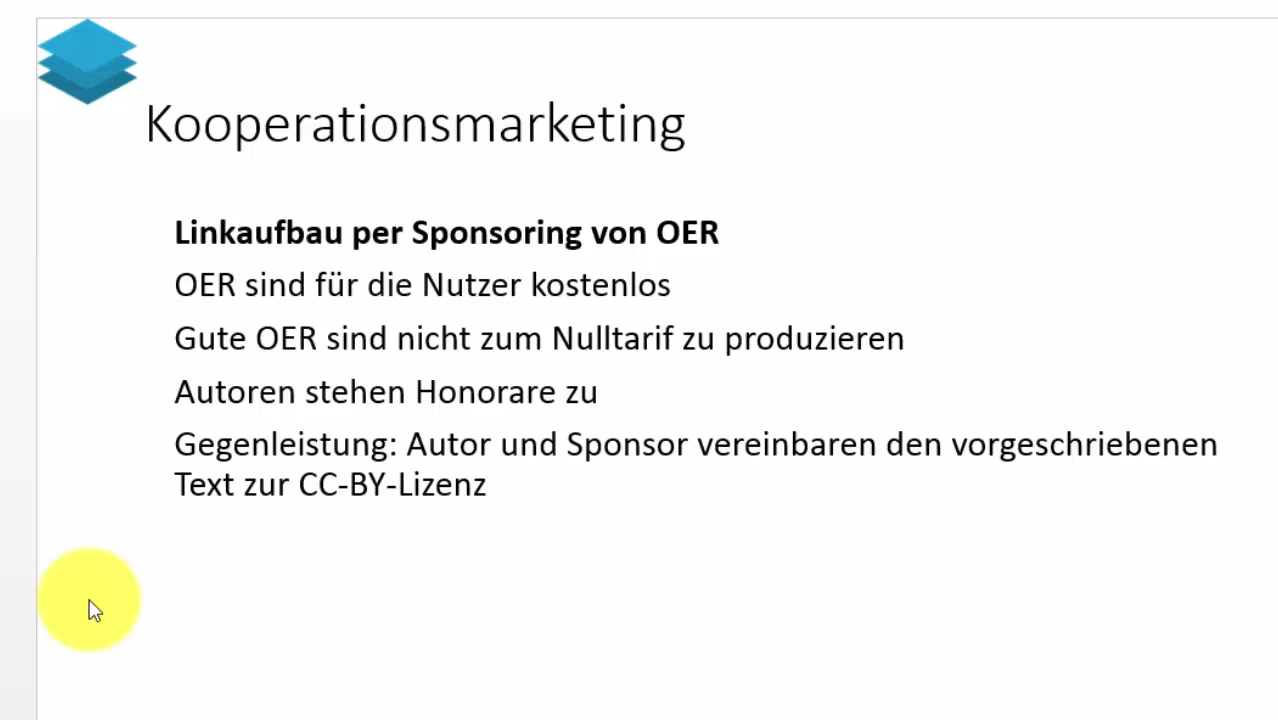 Kooperationsmarketing
Linkaufbau per Sponsoring von OER
OER sind für die Nutzer kostenlos
Gute OER sind nicht zum Nulltarif zu produzieren
Autoren stehen Honorare zu
Gegenleistung: Autor und Sponsor vereinbaren den vorgeschriebenen
Text zur CC-BY-Lizenz